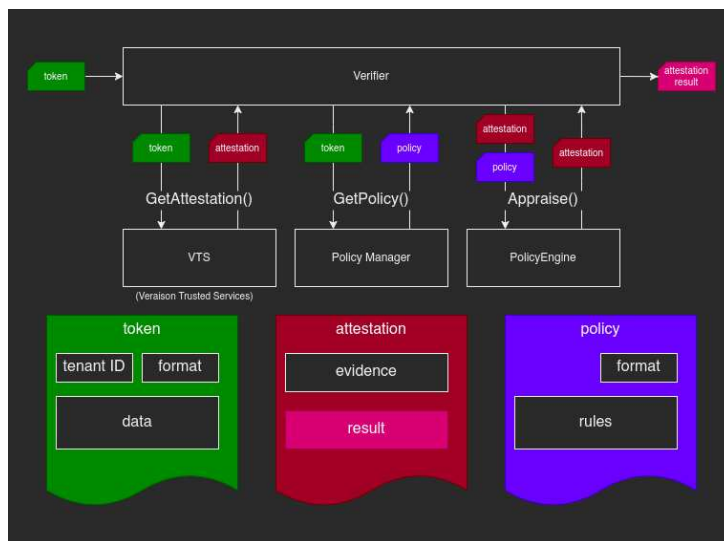 token
Verifier
attestation
result
token
attestation
token
policy
attestation
policy
attestation
GetAttestation()
GetPolicy()
Appraise()
VTS
Policy Manager
PolicyEngine
(Veraison Trusted Services)
token
attestation
policy
tenant ID
format
evidence
format
data
result
rules